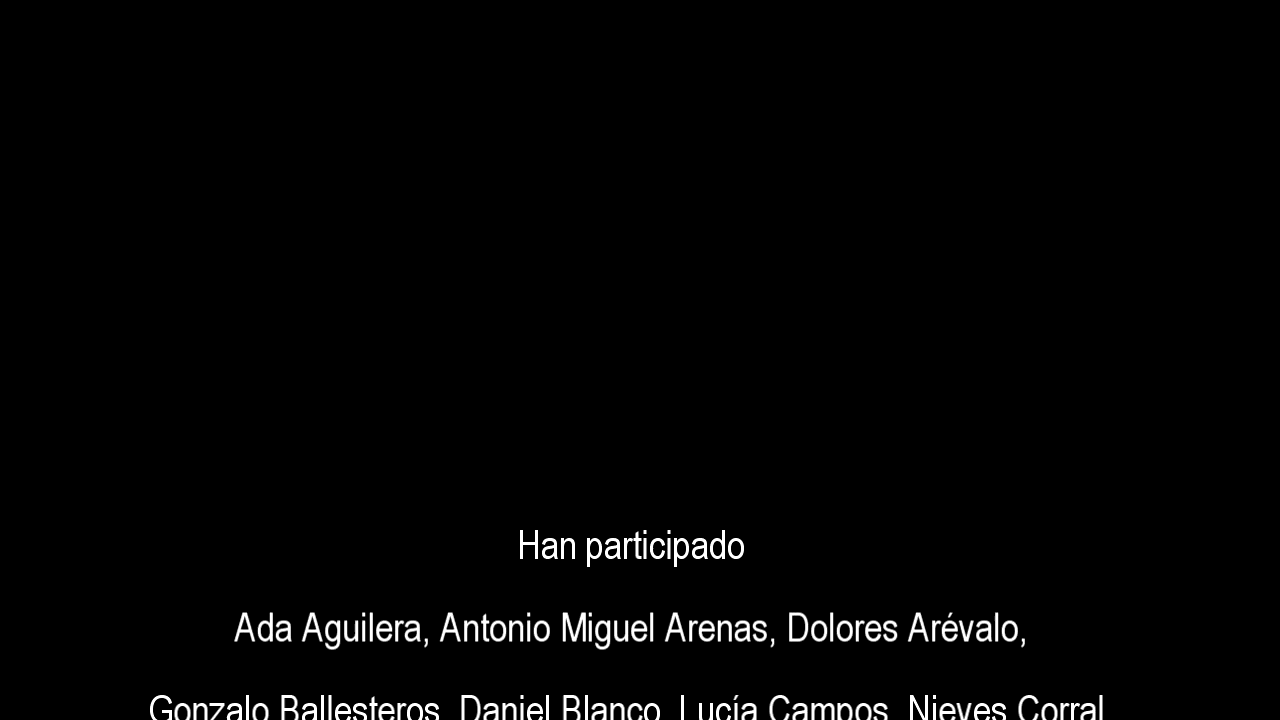 Han participado
Ada Aguilera, Antonio Miguel Arenas, Dolores Arévalo,
Gonzalo Ballesteros, Daniel Blanco, Lucía Campos, Nieves Corral